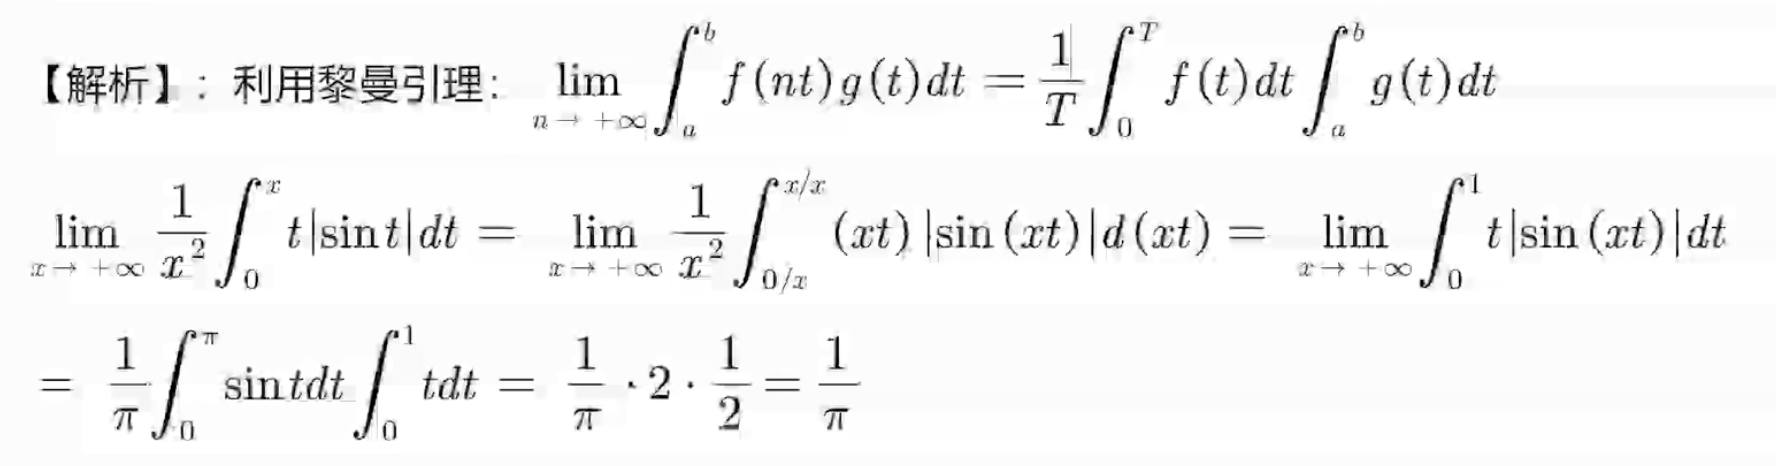 【解析】：利用黎曼引理： \lim_{n \to +\infty} \int_a^b f(nt)g(t)dt = \frac{1}{T} \int_0^T f(t)dt \int_a^b g(t)dt
\lim_{x \to +\infty} \frac{1}{x^2} \int_0^x t|\sin t|dt = \lim_{x \to +\infty} \frac{1}{x^2} \int_{0/x}^{x/x} (xt)|\sin(xt)|d(xt) = \lim_{x \to +\infty} \int_0^1 t|\sin(xt)|dt
= \frac{1}{\pi} \int_0^\pi \sin tdt \int_0^1 tdt = \frac{1}{\pi} \cdot 2 \cdot \frac{1}{2} = \frac{1}{\pi}